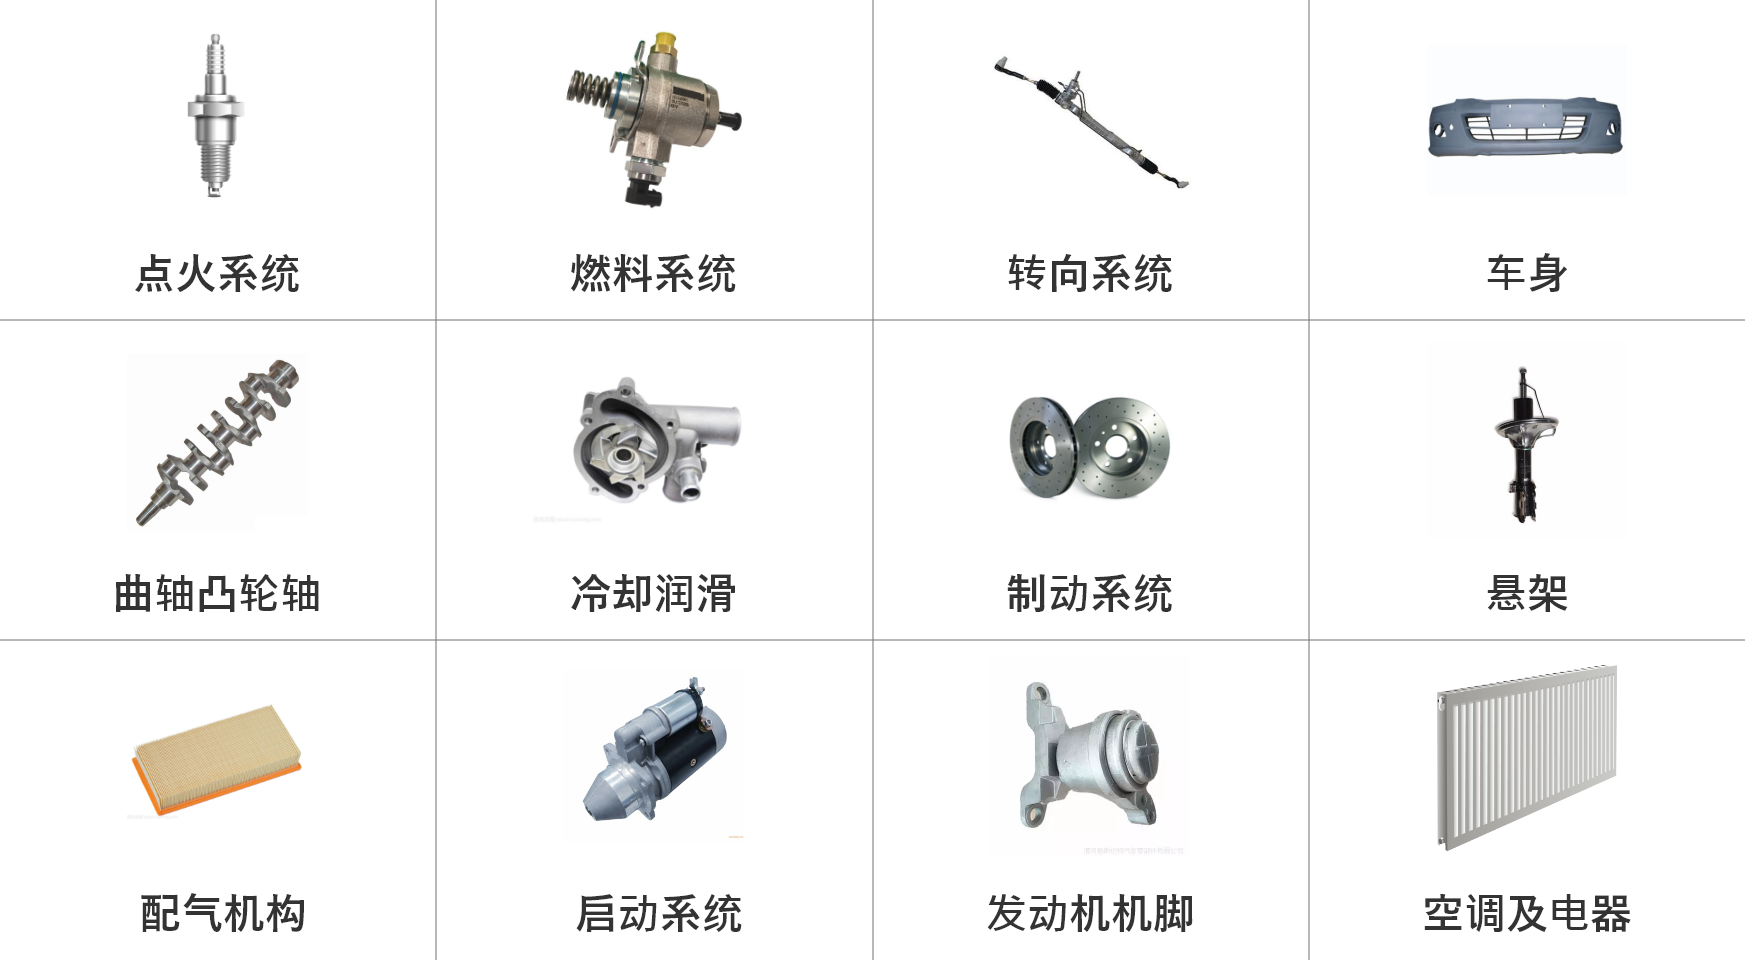 点火系统
燃料系统
转向系统
车身
曲轴凸轮轴
冷却润滑
制动系统
悬架
配气机构
启动系统
发动机机脚
空调及电器